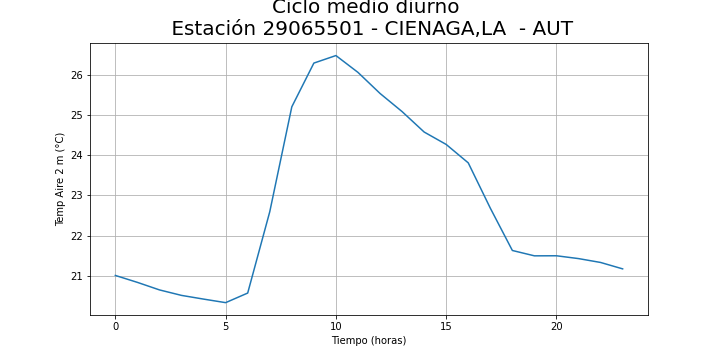 Ciclo medio diurno
Estación 29065501 - CIENAGA,LA - AUT
26
25
24
23
22
21
Temp Aire 2 m (°C)
0 5 10 15 20
Tiempo (horas)